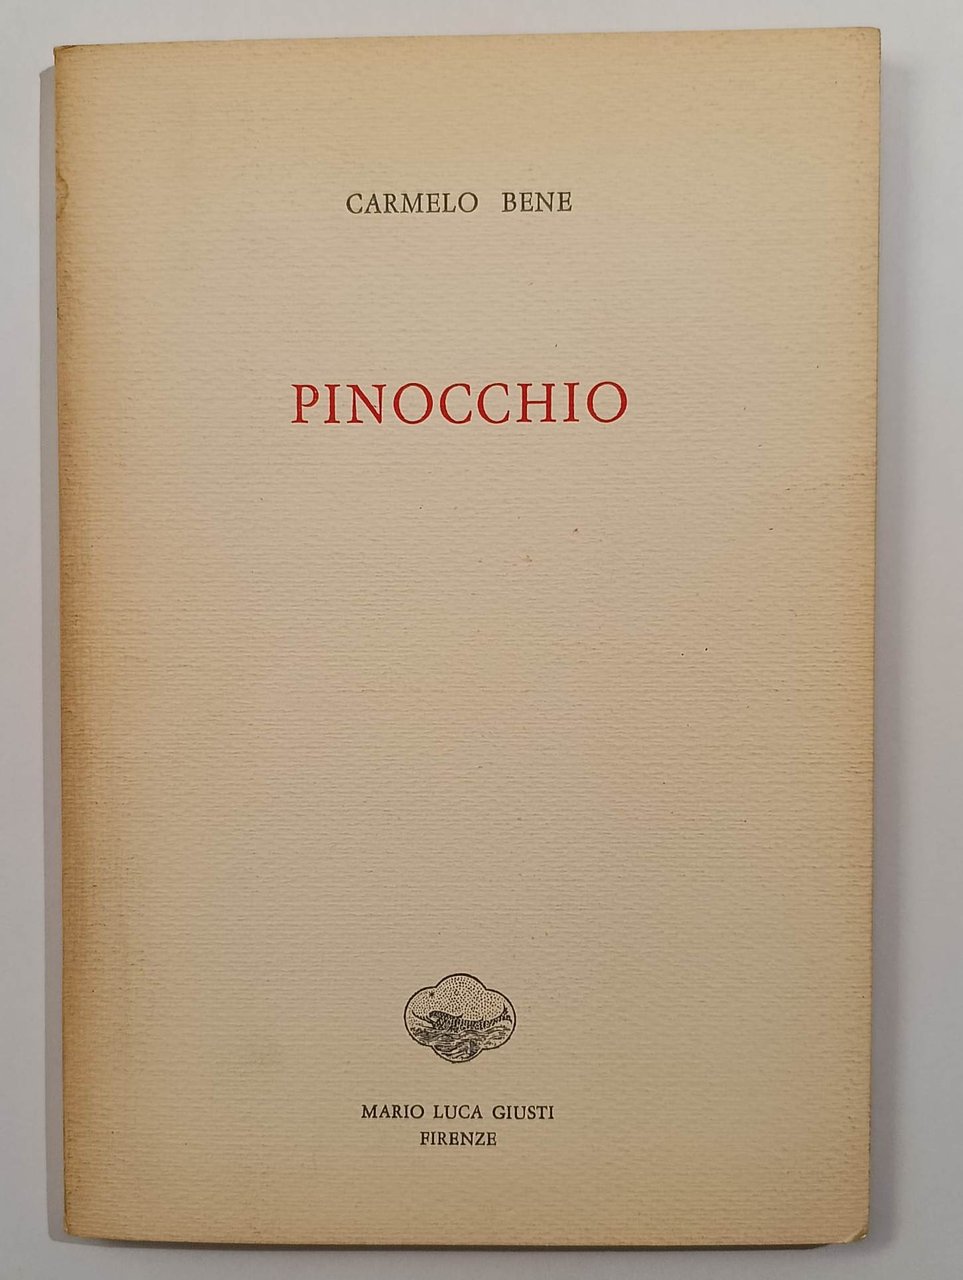 CARMELO BENE
PINOCCHIO
MARIO LUCA GIUSTI
FIRENZE